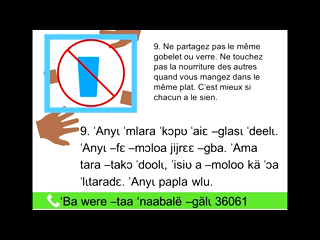 9. Ne partagez pas le même
gobelet ou verre. Ne touchez
pas la nourriture des autres
quand vous mangez dans le
même plat. C'est mieux si
chacun a le sien.
9. ˈAnyɩ ˈmlara ˈkɔpʋ ˈaiɛ –glasɩ ˈdeelɩ.
ˈAnyɩ –fɛ –mɔloa jijrɛɛ –gba. ˈAma
tara –takɔ ˈdoolɩ, ˈisiʋ a –moloo kä ˈɔa
ˈlɩtaradɛ. ˈAnyɩ papla wlu.
ˈBa were –taa ˈnaabalë –gälɩ 36061